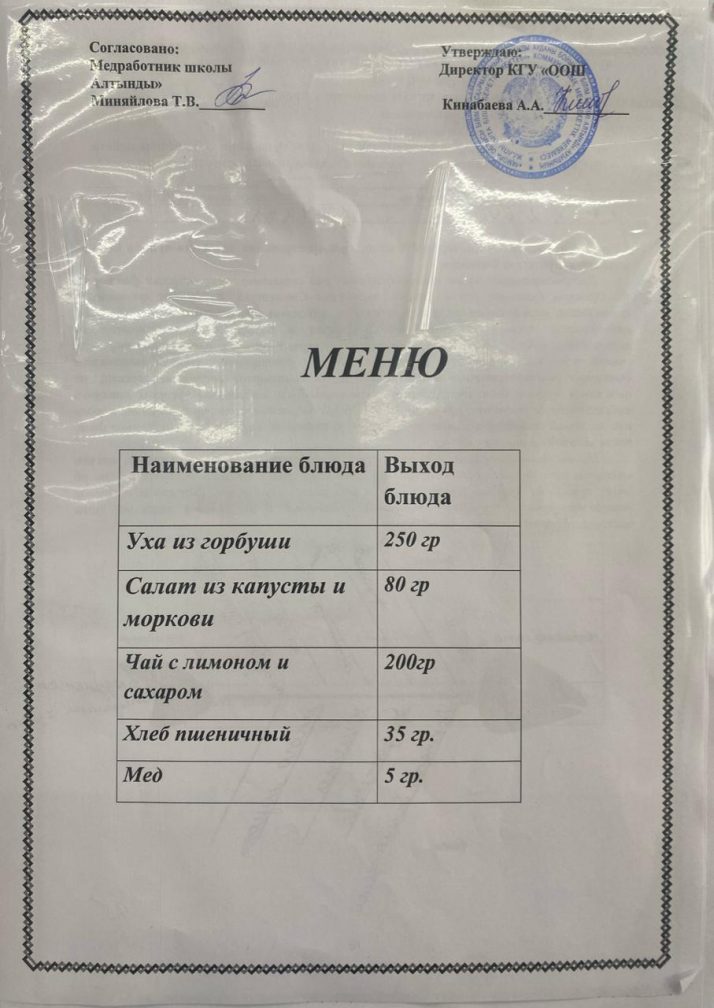 Согласовано:
Медработник школы
Алтынды»
Миняйлова Т.В.
Утверждаю:
Директор КГУ «ООШ
Кинабаева А.А.
МЕНЮ
Наименование блюда
Выход
блюда
Уха из горбуши
250 гр
Салат из капусты и
моркови
80 гр
Чай с лимоном и
сахаром
200гр
Хлеб пшеничный
35 гр.
Мед
5 гр.